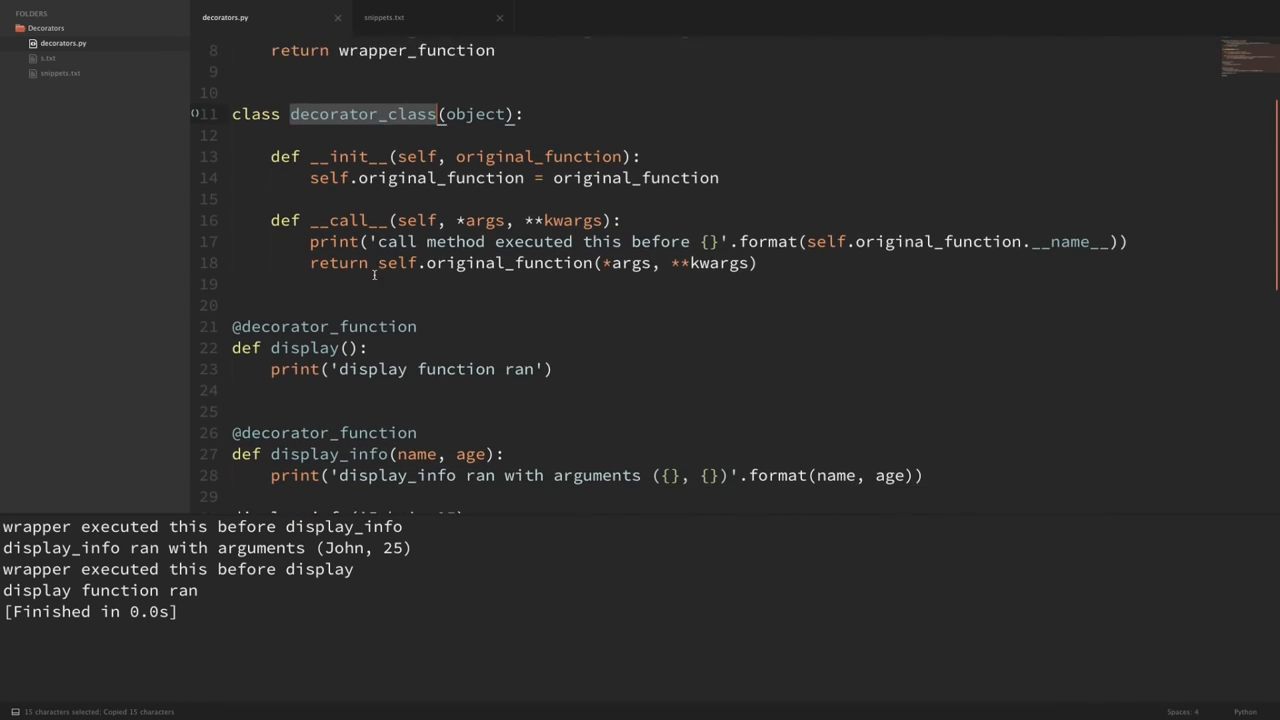 FOLDERS
Decorators
decorators.py
s.txt
snippets.txt
decorators.py
snippets.txt
8 return wrapper_function
9
10
11 class decorator_class(object):
12
13 def __init__(self, original_function):
14 self.original_function = original_function
15
16 def __call__(self, *args, **kwargs):
17 print('call method executed this before {}'.format(self.original_function.__name__))
18 return self.original_function(*args, **kwargs)
19
20
21 @decorator_function
22 def display():
23 print('display function ran')
24
25
26 @decorator_function
27 def display_info(name, age):
28 print('display_info ran with arguments ({}, {})'.format(name, age))
29
wrapper executed this before display_info
display_info ran with arguments (John, 25)
wrapper executed this before display
display function ran
[Finished in 0.0s]
15 characters selected; Copied 15 characters
Spaces: 4
Python